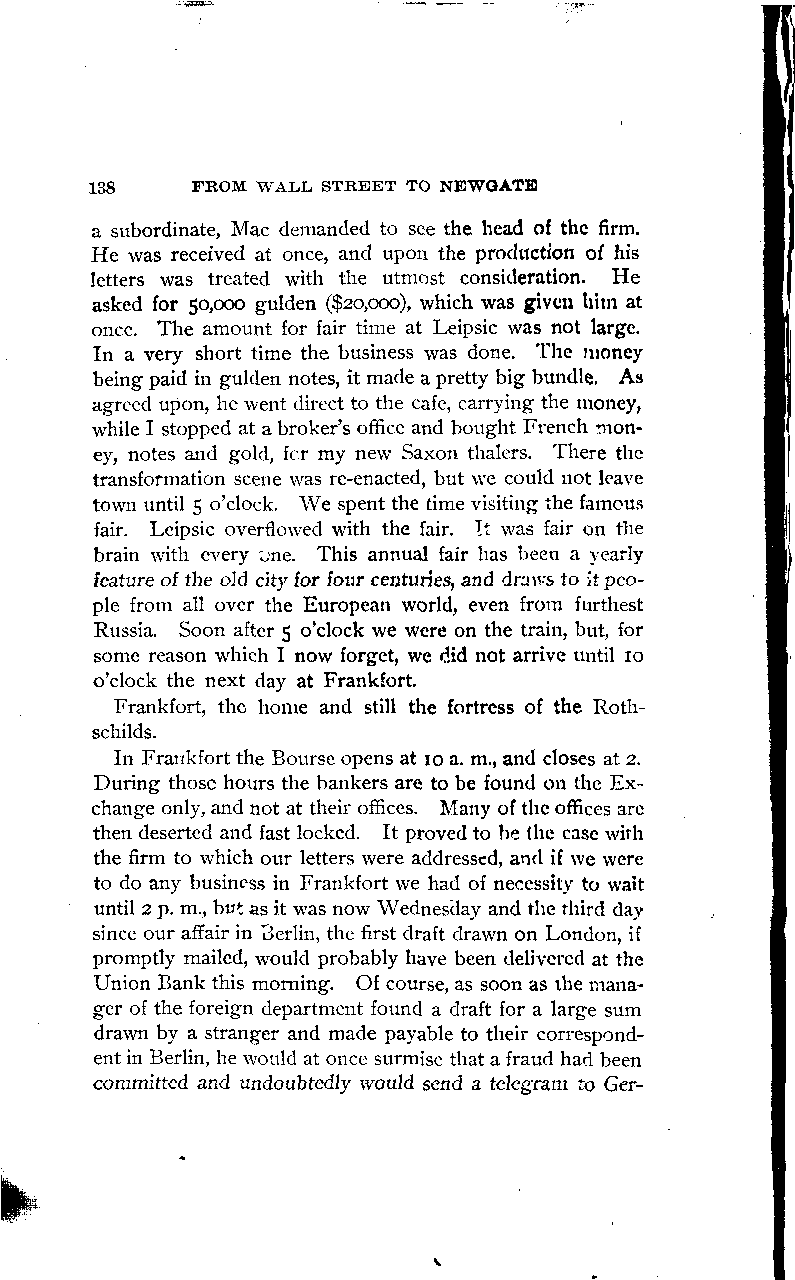 138 FROM WALL STREET TO NEWGATE
a subordinate, Mac demanded to see the head of the firm.
He was received at once, and upon the production of his
letters was treated with the utmost consideration. He
asked for 50,000 gulden ($20,000), which was given him at
once. The amount for fair time at Leipsic was not large.
In a very short time the business was done. The money
being paid in gulden notes, it made a pretty big bundle. As
agreed upon, he went direct to the cafe, carrying the money,
while I stopped at a broker's office and bought French mon-
ey, notes and gold, for my new Saxon thalers. There the
transformation scene was re-enacted, but we could not leave
town until 5 o'clock. We spent the time visiting the famous
fair. Leipsic overflowed with the fair. It was fair on the
brain with every one. This annual fair has been a yearly
feature of the old city for four centuries, and draws to it peo-
ple from all over the European world, even from furthest
Russia. Soon after 5 o'clock we were on the train, but, for
some reason which I now forget, we did not arrive until 10
o'clock the next day at Frankfort.
Frankfort, the home and still the fortress of the Roth-
schilds.
In Frankfort the Bourse opens at 10 a. m., and closes at 2.
During those hours the bankers are to be found on the Ex-
change only, and not at their offices. Many of the offices are
then deserted and fast locked. It proved to be the case with
the firm to which our letters were addressed, and if we were
to do any business in Frankfort we had of necessity to wait
until 2 p. m., but as it was now Wednesday and the third day
since our affair in Berlin, the first draft drawn on London, if
promptly mailed, would probably have been delivered at the
Union Bank this morning. Of course, as soon as the mana-
ger of the foreign department found a draft for a large sum
drawn by a stranger and made payable to their correspond-
ent in Berlin, he would at once surmise that a fraud had been
committed and undoubtedly would send a telegram to Ger-